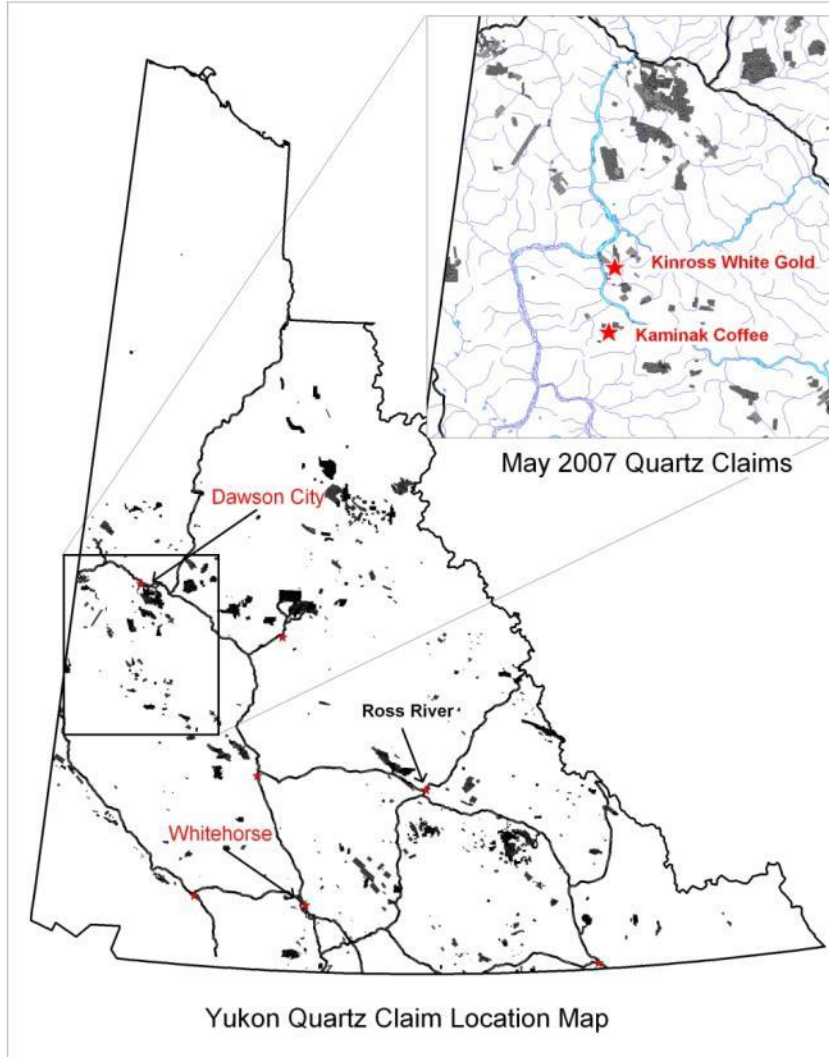 Kinross White Gold
Kaminak Coffee
May 2007 Quartz Claims
Dawson City
Ross River
Whitehorse
Yukon Quartz Claim Location Map